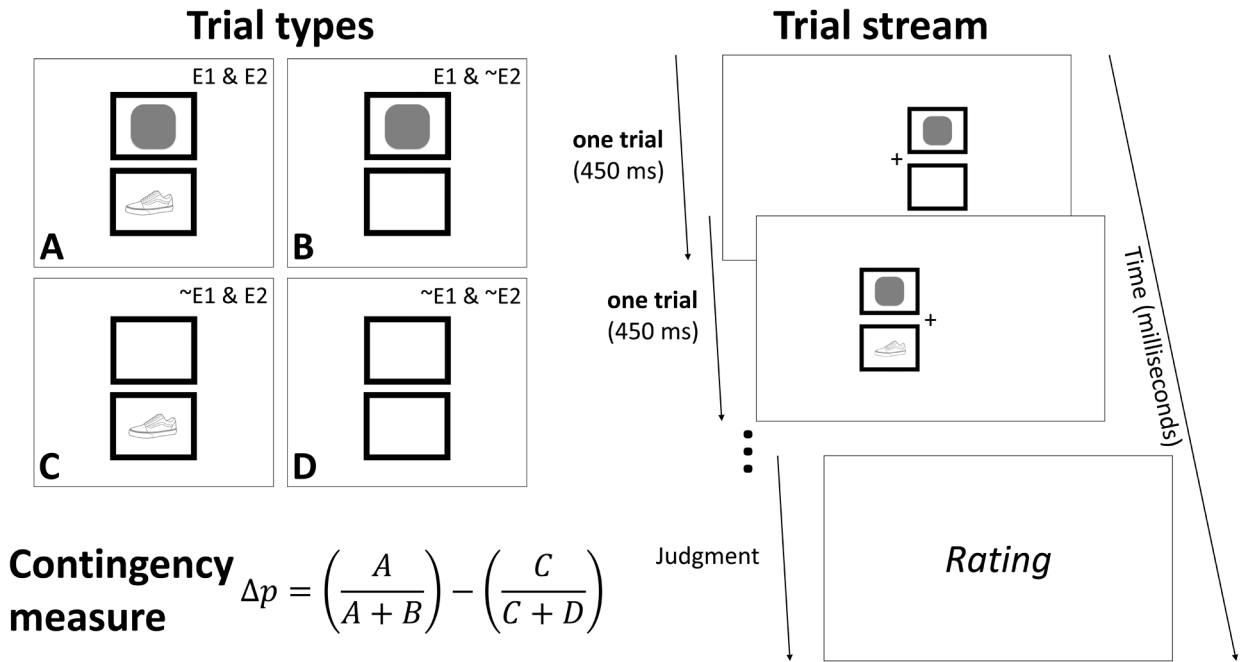 Trial types
E1 & E2
A
E1 & ~E2
B
~E1 & E2
C
~E1 & ~E2
D
Contingency
measure
Δp = (A / (A + B)) − (C / (C + D))
Trial stream
one trial
(450 ms)
+
one trial
(450 ms)
+
Judgment
Rating
Time (milliseconds)